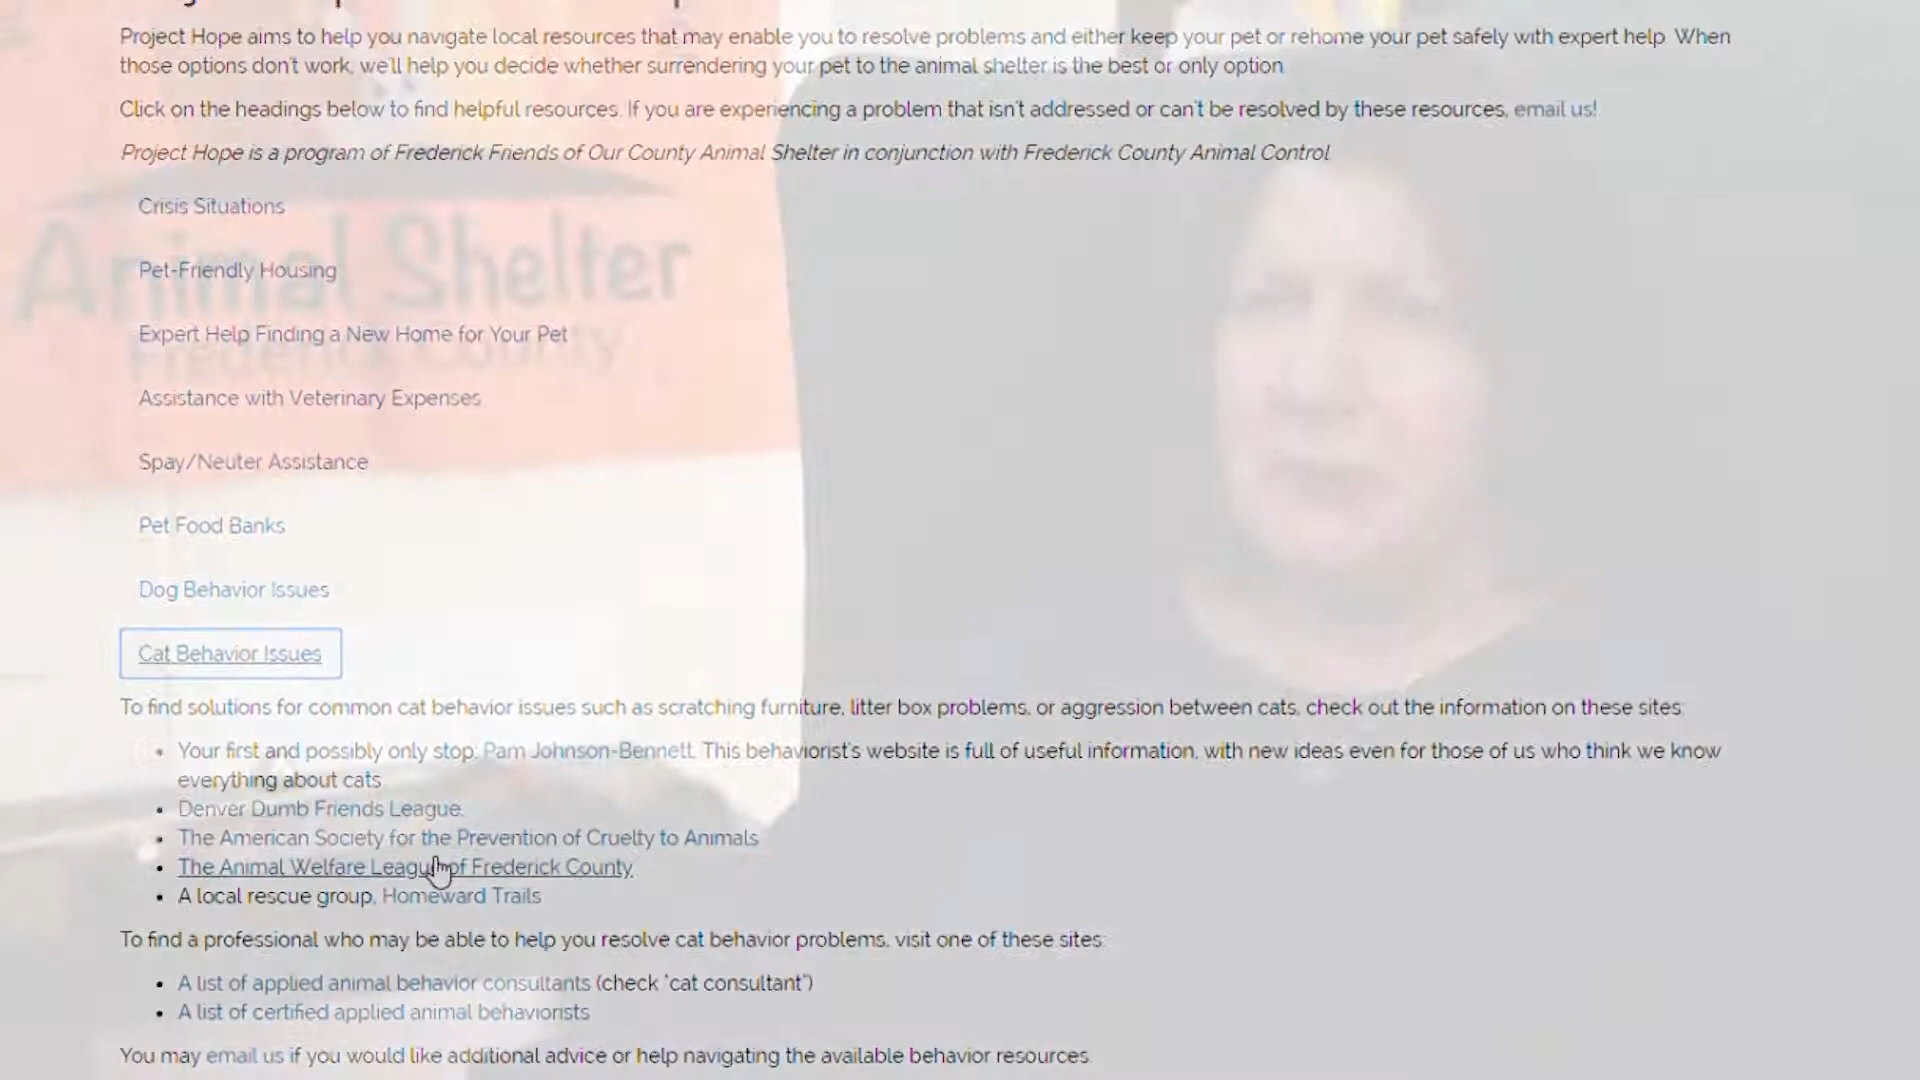 Project Hope aims to help you navigate local resources that may enable you to resolve problems and either keep your pet or rehome your pet safely with expert help. When
those options don't work, we'll help you decide whether surrendering your pet to the animal shelter is the best or only option.
Click on the headings below to find helpful resources. If you are experiencing a problem that isn't addressed or can't be resolved by these resources, email us!
Project Hope is a program of Frederick Friends of Our County Animal Shelter in conjunction with Frederick County Animal Control.
Crisis Situations
Animal Shelter
Pet-Friendly Housing
Expert Help Finding a New Home for Your Pet
Frederick County
Assistance with Veterinary Expenses
Spay/Neuter Assistance
Pet Food Banks
Dog Behavior Issues
Cat Behavior Issues
To find solutions for common cat behavior issues such as scratching furniture, litter box problems, or aggression between cats, check out the information on these sites:
• Your first and possibly only stop: Pam Johnson-Bennett. This behaviorist's website is full of useful information, with new ideas even for those of us who think we know
everything about cats.
• Denver Dumb Friends League.
• The American Society for the Prevention of Cruelty to Animals
• The Animal Welfare League of Frederick County.
• A local rescue group, Homeward Trails
To find a professional who may be able to help you resolve cat behavior problems, visit one of these sites:
• A list of applied animal behavior consultants (check "cat consultant")
• A list of certified applied animal behaviorists
You may email us if you would like additional advice or help navigating the available behavior resources.